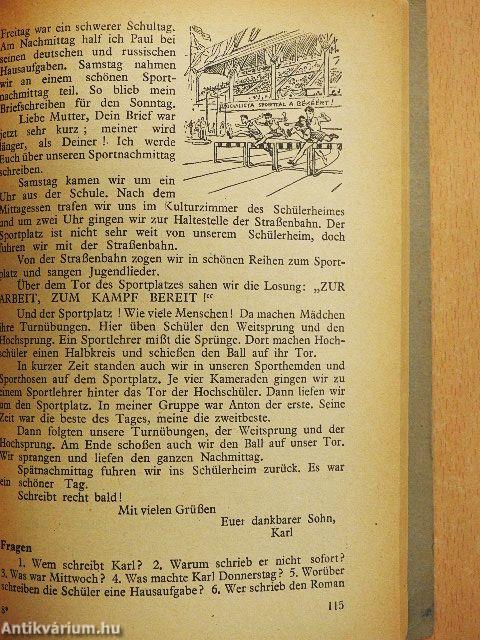 Freitag war ein schwerer Schultag.
Am Nachmittag half ich Paul bei
seinen deutschen und russischen
Hausaufgaben. Samstag nahmen
wir an einem schönen Sport-
nachmittag teil. So blieb mein
Briefschreiben für den Sonntag.
Liebe Mutter, Dein Brief war
jetzt sehr kurz; meiner wird
länger, als Deiner! Ich werde
Euch über unseren Sportnachmittag
schreiben.
SZOCIALISTA SPORTTAL A BÉKÉÉRT!
Samstag kamen wir um ein
Uhr aus der Schule. Nach dem
Mittagessen trafen wir uns im Kulturzimmer des Schülerheimes
und um zwei Uhr gingen wir zur Haltestelle der Straßenbahn. Der
Sportplatz ist nicht sehr weit von unserem Schülerheim, doch
fuhren wir mit der Straßenbahn.
Von der Straßenbahn zogen wir in schönen Reihen zum Sport-
platz und sangen Jugendlieder.
Über dem Tor des Sportplatzes sahen wir die Losung: „ZUR
ARBEIT, ZUM KAMPF BEREIT!“
Und der Sportplatz! Wie viele Menschen! Da machen Mädchen
ihre Turnübungen. Hier üben Schüler den Weitsprung und den
Hochsprung. Ein Sportlehrer mißt die Sprünge. Dort machen Hoch-
schüler einen Halbkreis und schießen den Ball auf ihr Tor.
In kurzer Zeit standen auch wir in unseren Sporthemden und
Sporthosen auf dem Sportplatz. Je vier Kameraden gingen wir zu
einem Sportlehrer hinter das Tor der Hochschüler. Dann liefen wir
um den Sportplatz. In meiner Gruppe war Anton der erste. Seine
Zeit war die beste des Tages, meine die zweitbeste.
Dann folgten unsere Turnübungen, der Weitsprung und der
Hochsprung. Am Ende schoßen auch wir den Ball auf unser Tor.
Wir sprangen und liefen den ganzen Nachmittag.
Spätnachmittag fuhren wir ins Schülerheim zurück. Es war
ein schöner Tag.
Schreibt recht bald!
Mit vielen Grüßen
Euer dankbarer Sohn,
Karl
Fragen
1. Wem schreibt Karl? 2. Warum schrieb er nicht sofort?
3. Was war Mittwoch? 4. Was machte Karl Donnerstag? 5. Worüber
schreiben die Schüler eine Hausaufgabe? 6. Wer schrieb den Roman
8*
115
Antikvárium.hu